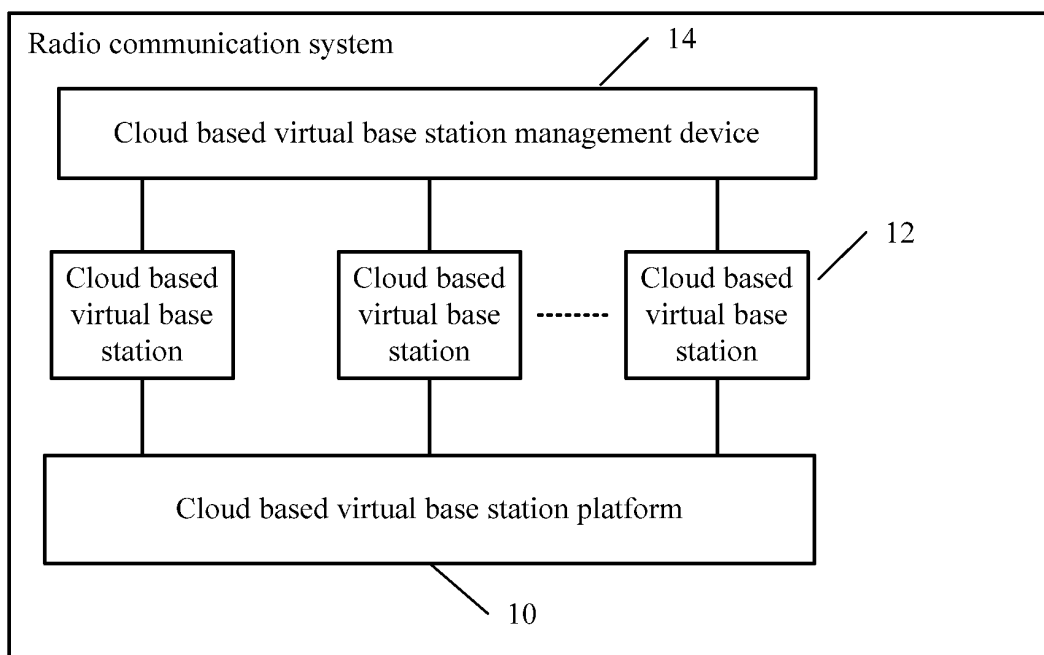 Radio communication system
14
Cloud based virtual base station management device
12
Cloud based
virtual base
station
Cloud based
virtual base
station
Cloud based
virtual base
station
Cloud based virtual base station platform
10